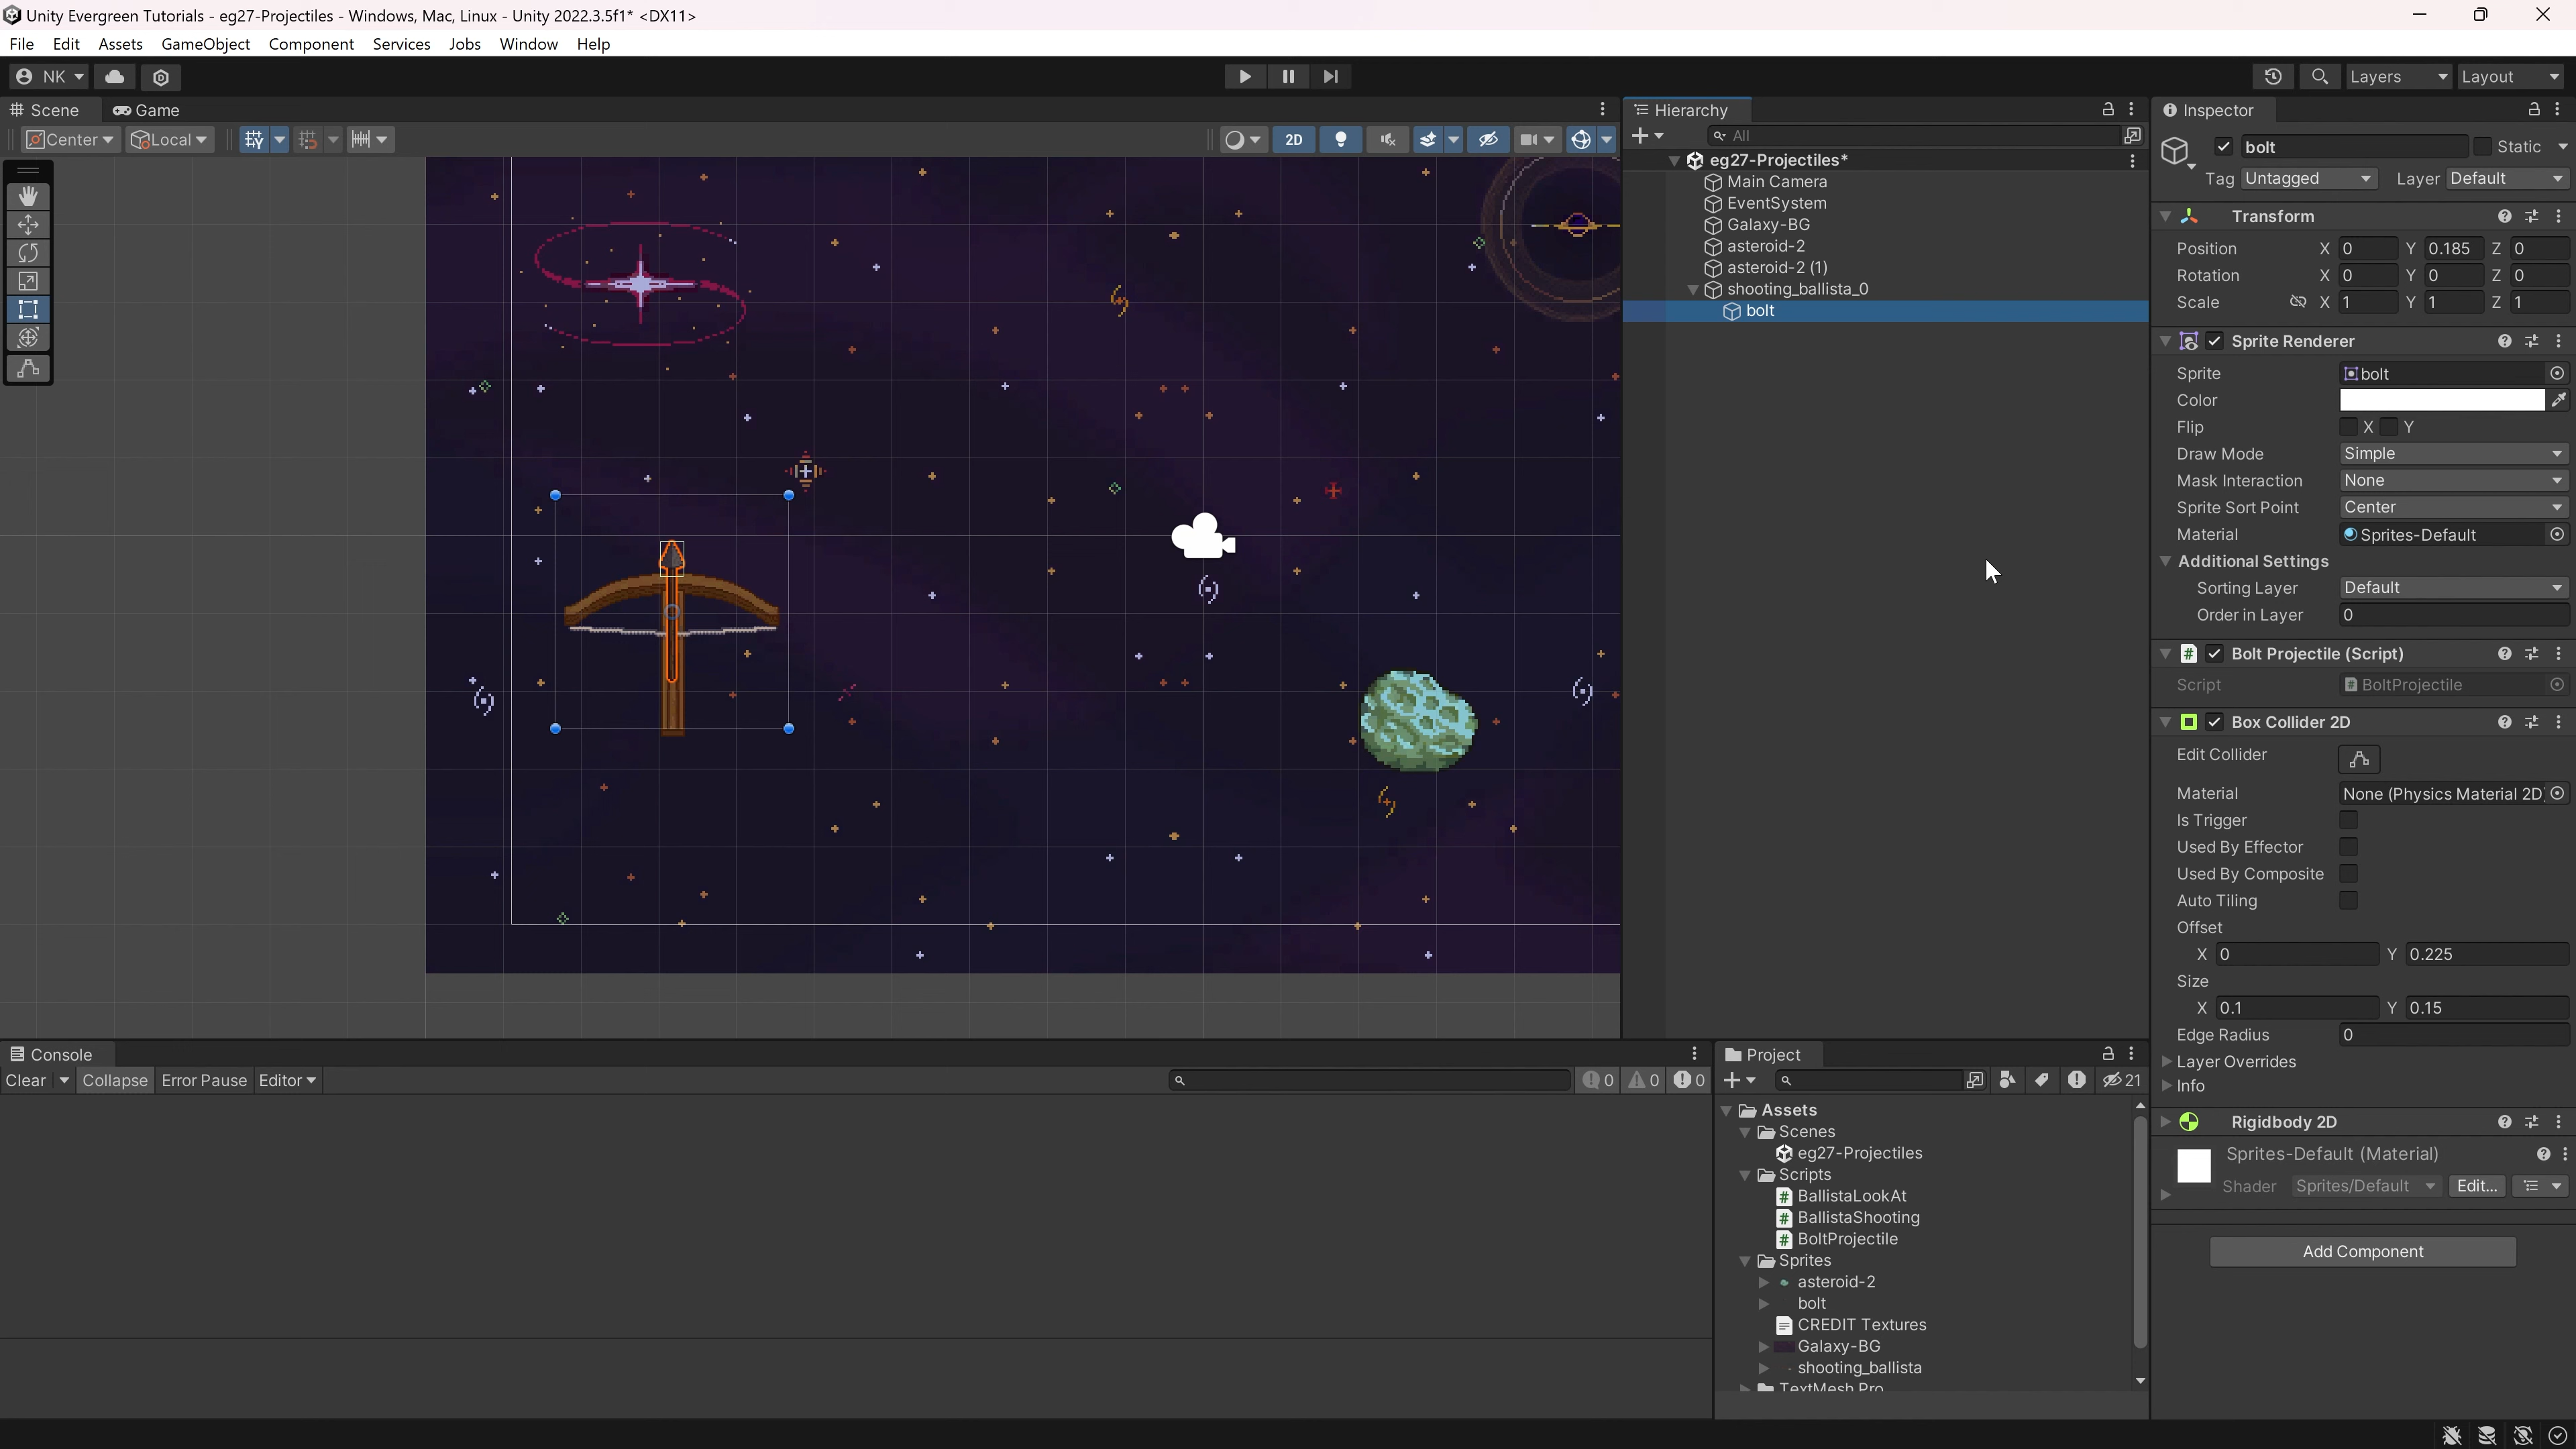 Unity Evergreen Tutorials - eg27-Projectiles - Windows, Mac, Linux - Unity 2022.3.5f1* <DX11>
File Edit Assets GameObject Component Services Jobs Window Help
NK
Layers Layout
Scene Game
Center Local
2D
Hierarchy
All
eg27-Projectiles*
Main Camera
EventSystem
Galaxy-BG
asteroid-2
asteroid-2 (1)
shooting_ballista_0
bolt
Inspector
bolt Static
Tag Untagged Layer Default
Transform
Position X 0 Y 0.185 Z 0
Rotation X 0 Y 0 Z 0
Scale X 1 Y 1 Z 1
Sprite Renderer
Sprite bolt
Color
Flip X Y
Draw Mode Simple
Mask Interaction None
Sprite Sort Point Center
Material Sprites-Default
Additional Settings
Sorting Layer Default
Order in Layer 0
Bolt Projectile (Script)
Script BoltProjectile
Box Collider 2D
Edit Collider
Material None (Physics Material 2D)
Is Trigger
Used By Effector
Used By Composite
Auto Tiling
Offset
X 0 Y 0.225
Size
X 0.1 Y 0.15
Edge Radius 0
Layer Overrides
Info
Rigidbody 2D
Sprites-Default (Material)
Shader Sprites/Default Edit...
Add Component
Console
Clear Collapse Error Pause Editor
0 0 0
Project
21
Assets
Scenes
eg27-Projectiles
Scripts
BallistaLookAt
BallistaShooting
BoltProjectile
Sprites
asteroid-2
bolt
CREDIT Textures
Galaxy-BG
shooting_ballista
TextMesh Pro